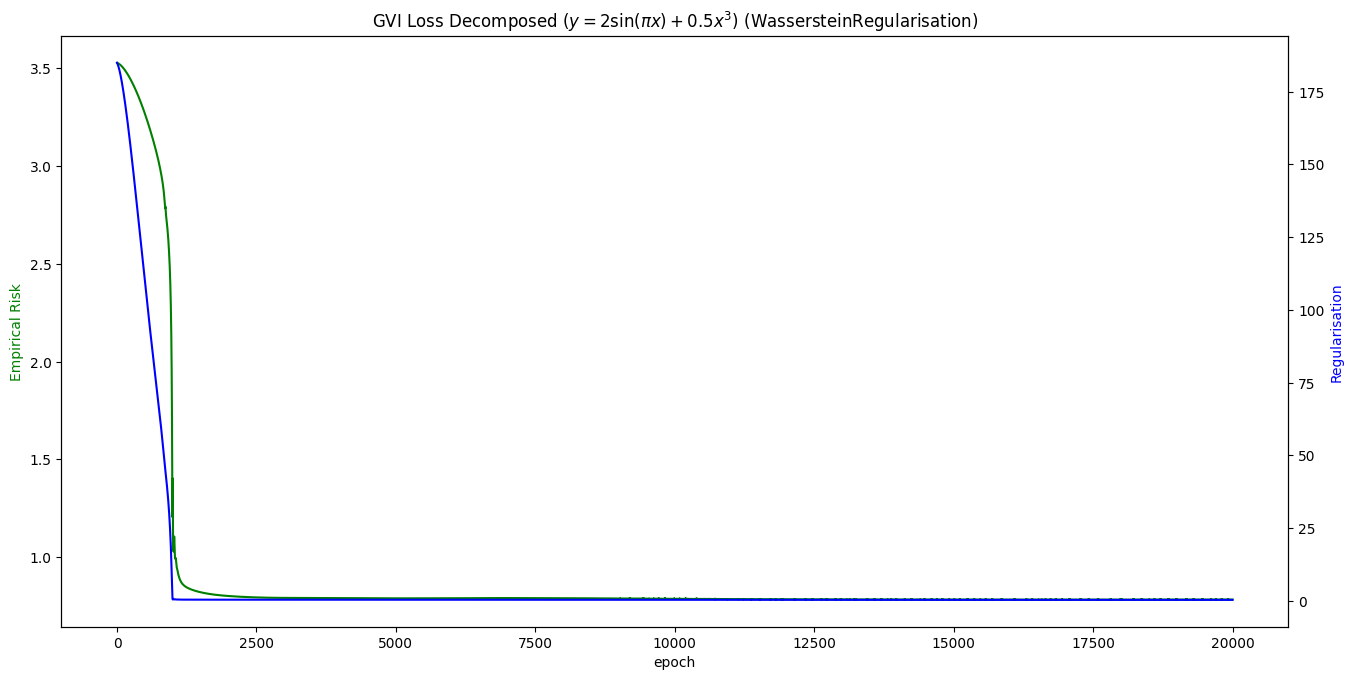 GVI Loss Decomposed (y = 2sin(πx) + 0.5x³) (WassersteinRegularisation)
Empirical Risk
3.5
3.0
2.5
2.0
1.5
1.0
175
150
125
100
75
50
25
0
Regularisation
0 2500 5000 7500 10000 12500 15000 17500 20000
epoch